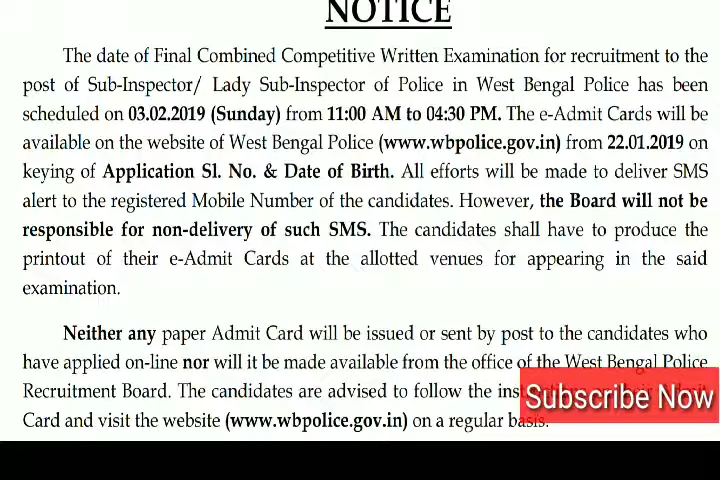 NOTICE
The date of Final Combined Competitive Written Examination for recruitment to the
post of Sub-Inspector/ Lady Sub-Inspector of Police in West Bengal Police has been
scheduled on 03.02.2019 (Sunday) from 11:00 AM to 04:30 PM. The e-Admit Cards will be
available on the website of West Bengal Police (www.wbpolice.gov.in) from 22.01.2019 on
keying of Application Sl. No. & Date of Birth. All efforts will be made to deliver SMS
alert to the registered Mobile Number of the candidates. However, the Board will not be
responsible for non-delivery of such SMS. The candidates shall have to produce the
printout of their e-Admit Cards at the allotted venues for appearing in the said
examination.
Neither any paper Admit Card will be issued or sent by post to the candidates who
have applied on-line nor will it be made available from the office of the West Bengal Police
Recruitment Board. The candidates are advised to follow the
Card and visit the website (www.wbpolice.gov.in) on a regular basis.
Subscribe Now